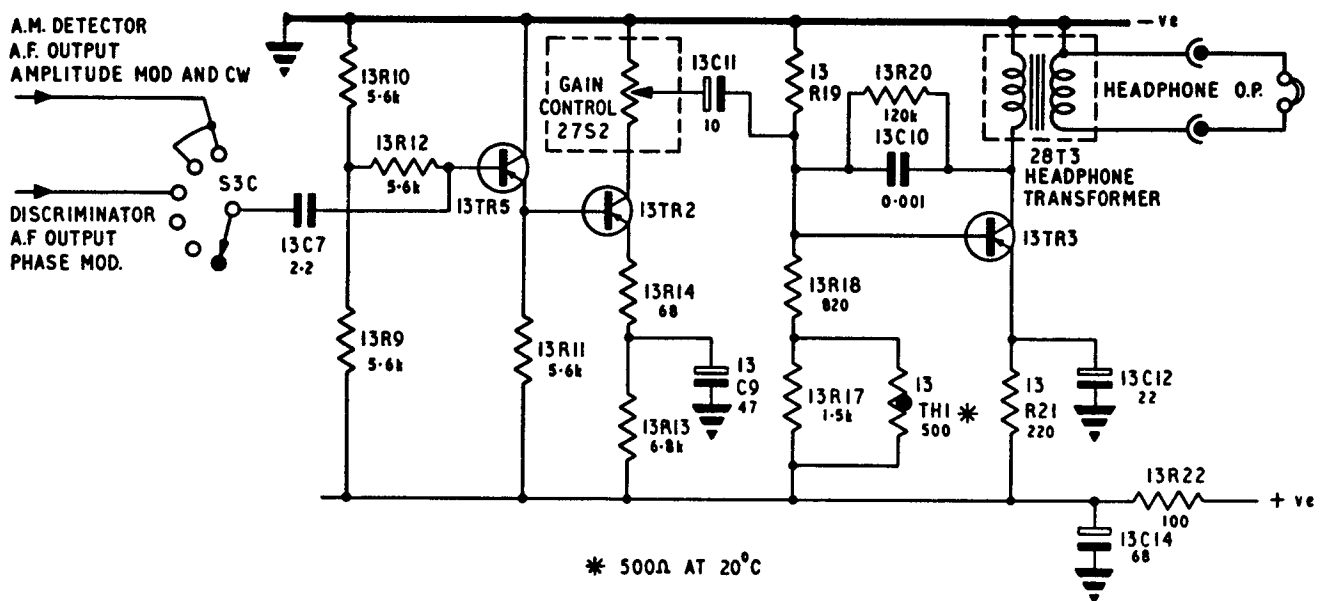 A.M. DETECTOR
A.F. OUTPUT
AMPLITUDE MOD AND CW
DISCRIMINATOR
A.F OUTPUT
PHASE MOD.
S3C
13C7
2·2
13R10
5·6k
13R12
5·6k
13R9
5·6k
13TR5
13R11
5·6k
GAIN
CONTROL
27S2
13TR2
13R14
68
13
C9
47
13R13
6·8k
13C11
10
13
R19
13R20
120k
13C10
0·001
13R18
820
13R17
1·5k
13
TH1 *
500
13TR3
28T3
HEADPHONE
TRANSFORMER
HEADPHONE O.P.
-ve
13
R21
220
13C12
22
13R22
100
+ ve
13C14
68
* 500Ω AT 20°C